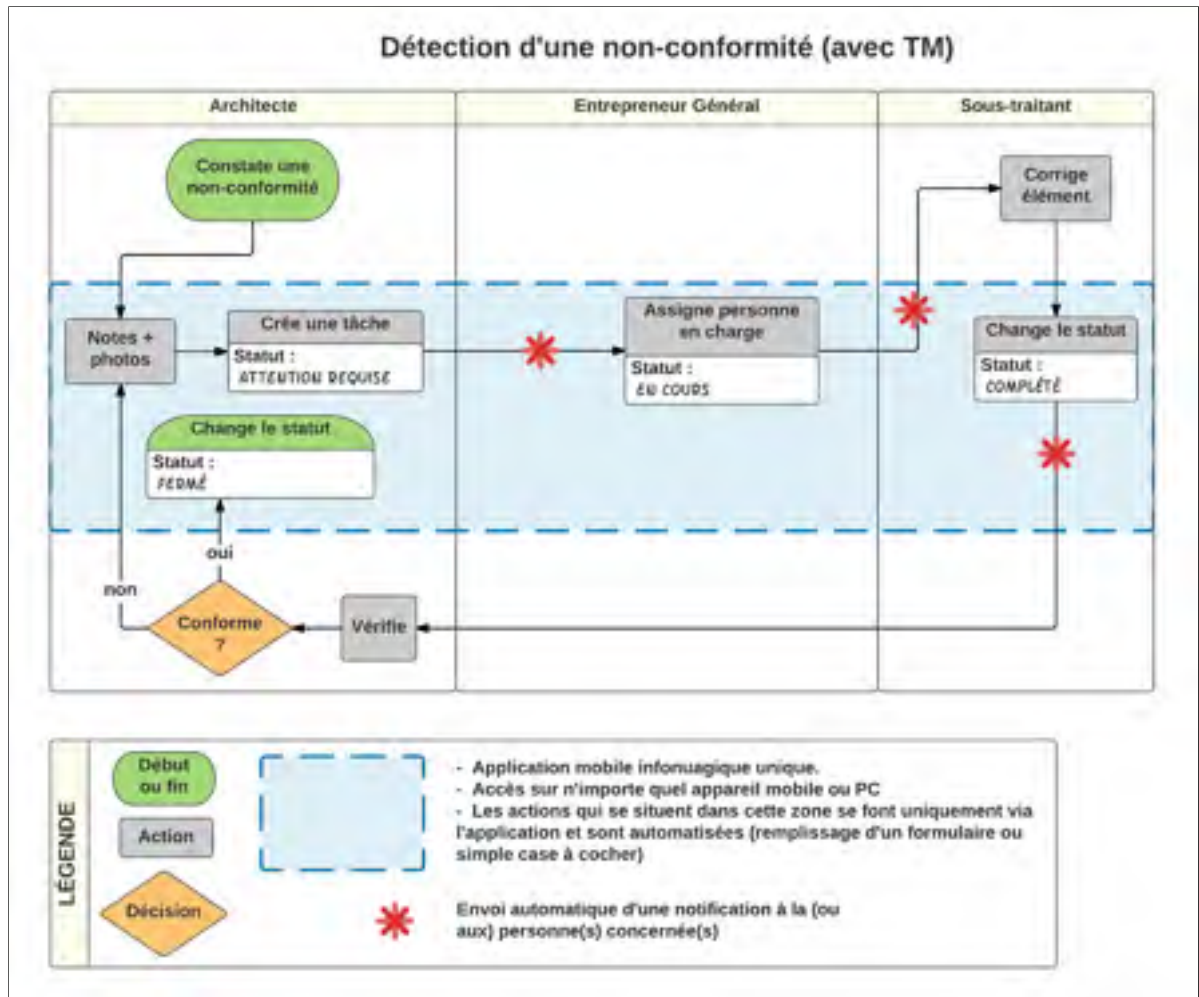 Détection d'une non-conformité (avec TM)
Architecte
Entrepreneur Général
Sous-traitant
Constate une
non-conformité
Corrige
élément
Notes +
photos
Crée une tâche
Statut :
ATTENTION REQUISE
Assigne personne
en charge
Statut :
EN COURS
Change le statut
Statut :
COMPLÉTÉ
Change le statut
Statut :
FERMÉ
oui
non
Conforme
?
Vérifie
LÉGENDE
Début
ou fin
Action
Décision
- Application mobile infonuagique unique.
- Accès sur n'importe quel appareil mobile ou PC
- Les actions qui se situent dans cette zone se font uniquement via
l'application et sont automatisées (remplissage d'un formulaire ou
simple case à cocher)
Envoi automatique d'une notification à la (ou
aux) personne(s) concernée(s)